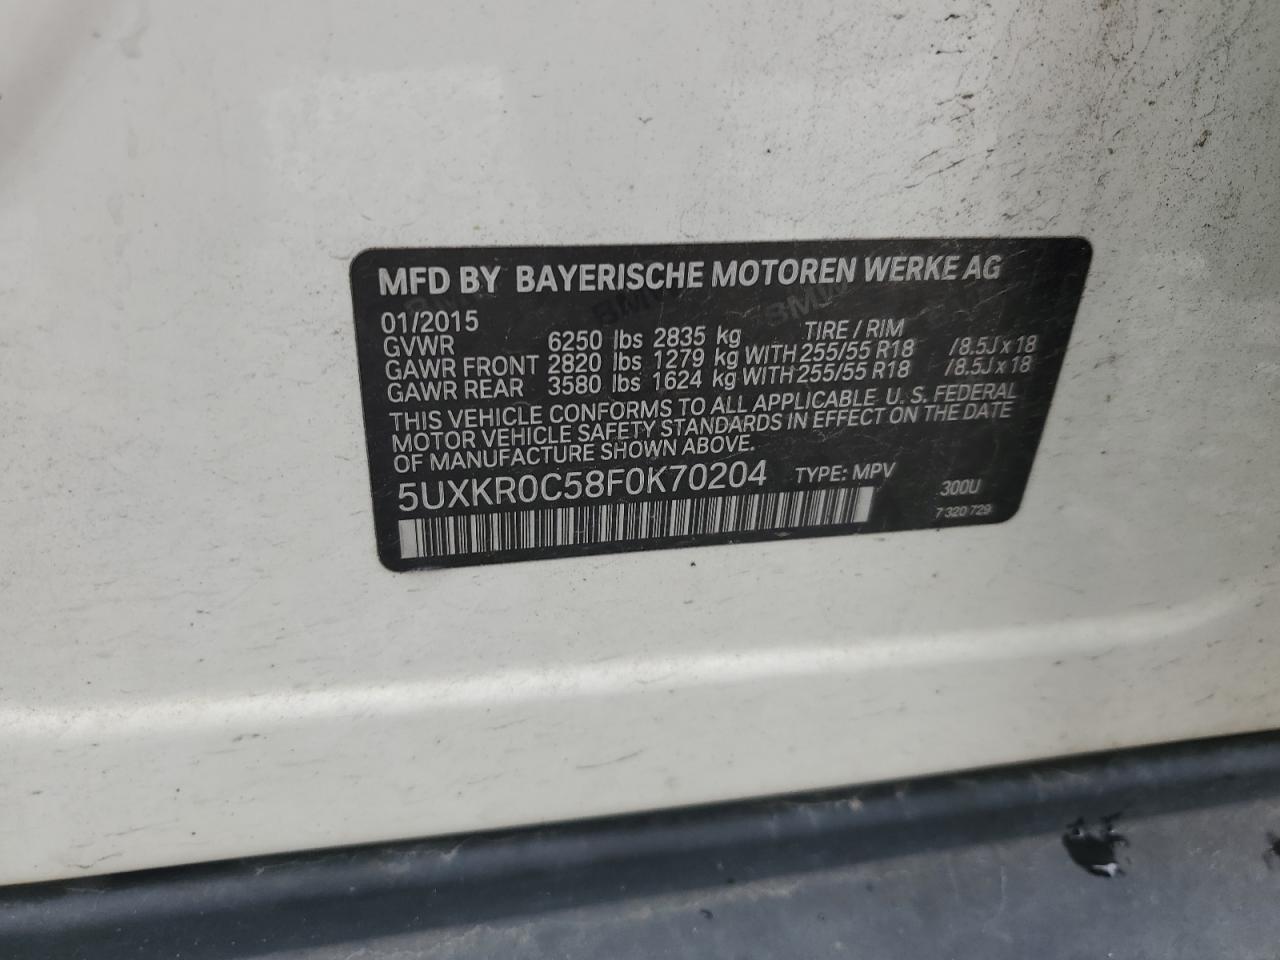 MFD BY BAYERISCHE MOTOREN WERKE AG
01/2015 TIRE / RIM
GVWR 6250 lbs 2835 kg
GAWR FRONT 2820 lbs 1279 kg WITH 255/55 R18 /8.5J x 18
GAWR REAR 3580 lbs 1624 kg WITH 255/55 R18 /8.5J x 18
THIS VEHICLE CONFORMS TO ALL APPLICABLE U. S. FEDERAL
MOTOR VEHICLE SAFETY STANDARDS IN EFFECT ON THE DATE
OF MANUFACTURE SHOWN ABOVE.
5UXKR0C58F0K70204 TYPE: MPV
300U
7 320 729